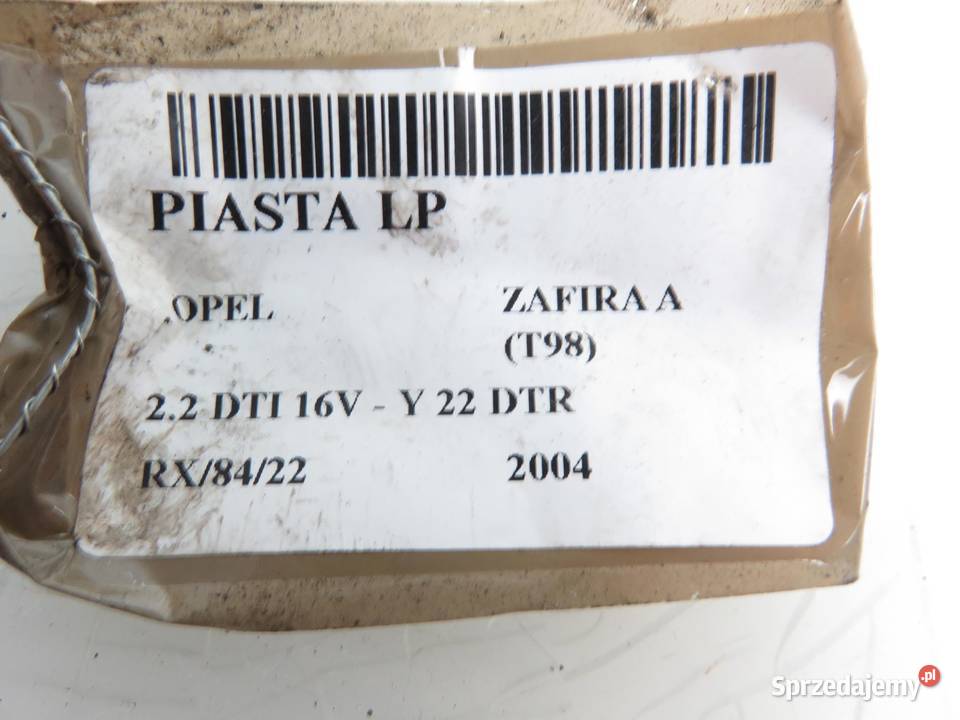 PIASTA LP
OPEL ZAFIRA A
(T98)
2.2 DTI 16V - Y 22 DTR
RX/84/22 2004
Sprzedajemy.pl